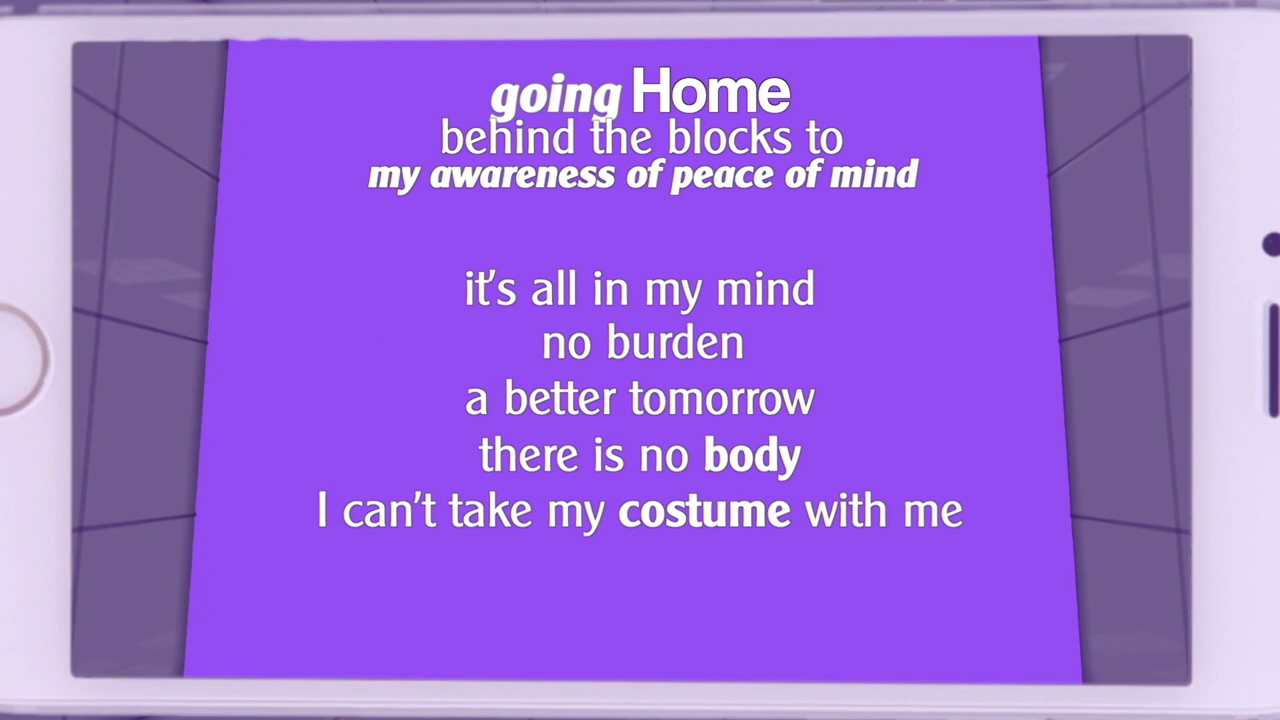 going Home
behind the blocks to
my awareness of peace of mind
it's all in my mind
no burden
a better tomorrow
there is no body
I can't take my costume with me